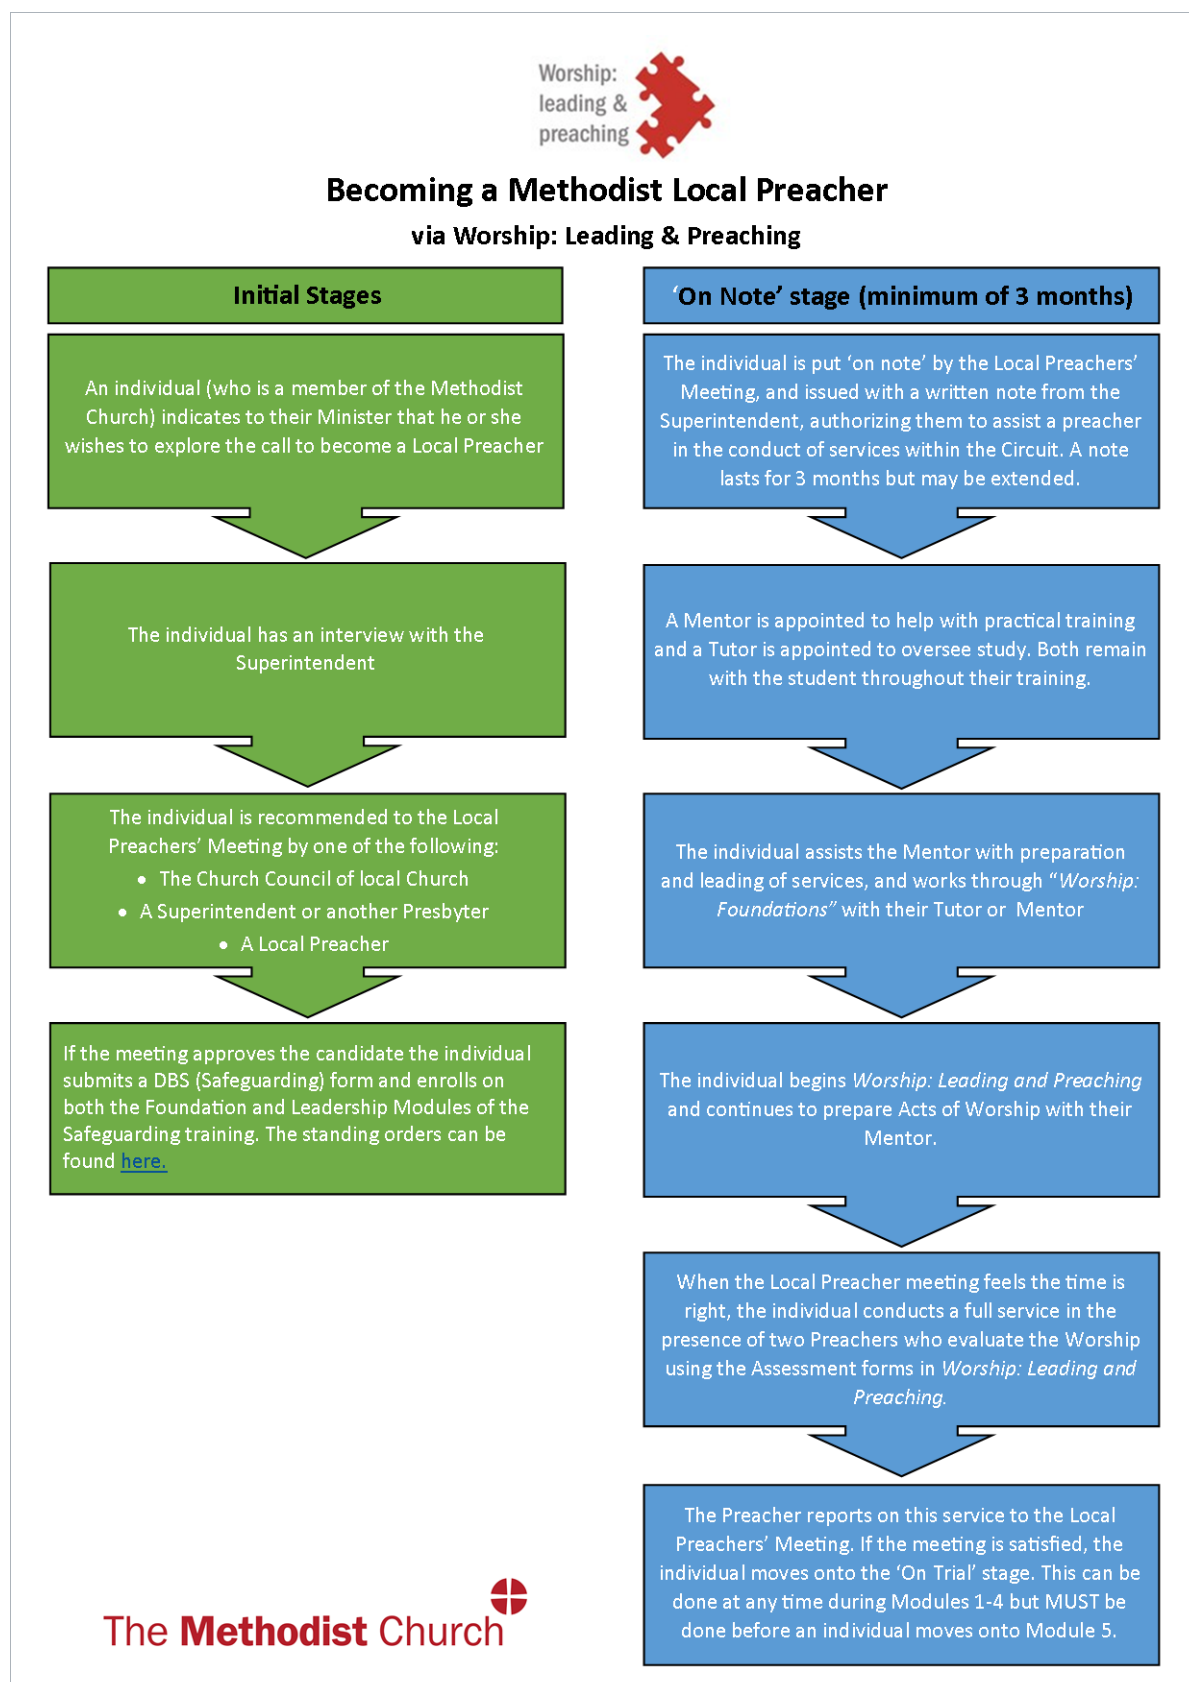 Worship:
leading &
preaching
Becoming a Methodist Local Preacher
via Worship: Leading & Preaching
Initial Stages
An individual (who is a member of the Methodist
Church) indicates to their Minister that he or she
wishes to explore the call to become a Local Preacher
The individual has an interview with the
Superintendent
The individual is recommended to the Local
Preachers’ Meeting by one of the following:
• The Church Council of local Church
• A Superintendent or another Presbyter
• A Local Preacher
If the meeting approves the candidate the individual
submits a DBS (Safeguarding) form and enrolls on
both the Foundation and Leadership Modules of the
Safeguarding training. The standing orders can be
found here.
‘On Note’ stage (minimum of 3 months)
The individual is put ‘on note’ by the Local Preachers’
Meeting, and issued with a written note from the
Superintendent, authorizing them to assist a preacher
in the conduct of services within the Circuit. A note
lasts for 3 months but may be extended.
A Mentor is appointed to help with practical training
and a Tutor is appointed to oversee study. Both remain
with the student throughout their training.
The individual assists the Mentor with preparation
and leading of services, and works through “Worship:
Foundations” with their Tutor or Mentor
The individual begins Worship: Leading and Preaching
and continues to prepare Acts of Worship with their
Mentor.
When the Local Preacher meeting feels the time is
right, the individual conducts a full service in the
presence of two Preachers who evaluate the Worship
using the Assessment forms in Worship: Leading and
Preaching.
The Preacher reports on this service to the Local
Preachers’ Meeting. If the meeting is satisfied, the
individual moves onto the ‘On Trial’ stage. This can be
done at any time during Modules 1-4 but MUST be
done before an individual moves onto Module 5.
The Methodist Church